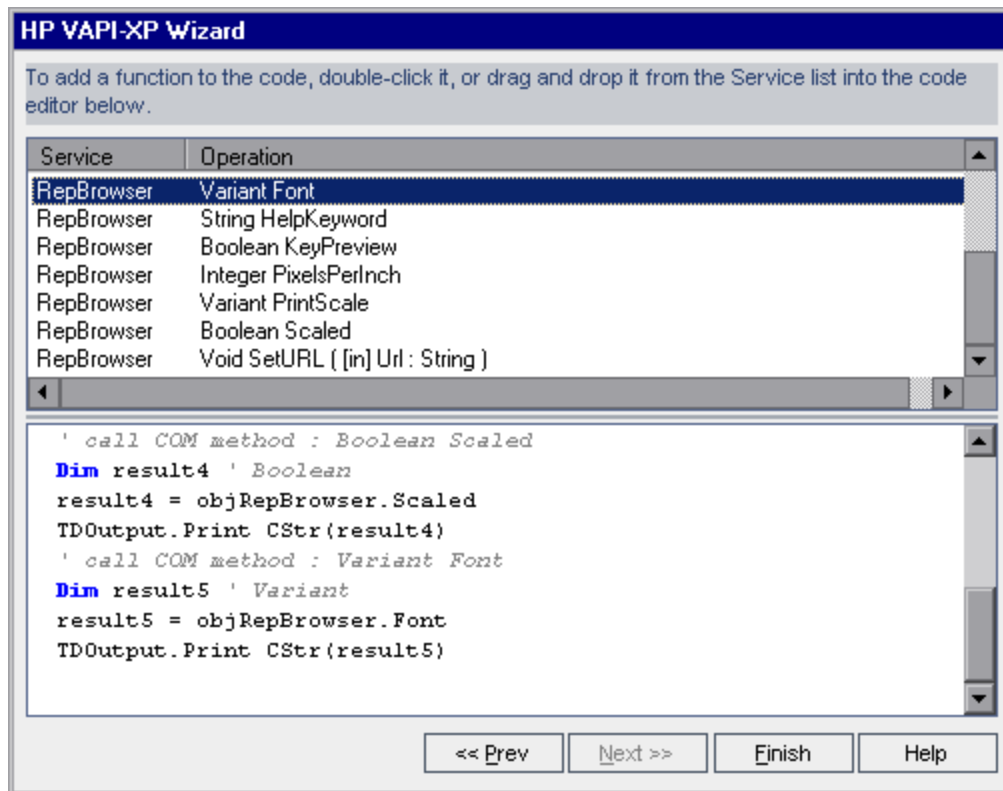 HP VAPI-XP Wizard
To add a function to the code, double-click it, or drag and drop it from the Service list into the code
editor below.
Service Operation
RepBrowser Variant Font
RepBrowser String HelpKeyword
RepBrowser Boolean KeyPreview
RepBrowser Integer PixelsPerInch
RepBrowser Variant PrintScale
RepBrowser Boolean Scaled
RepBrowser Void SetURL ( [in] Url : String )
' call COM method : Boolean Scaled
Dim result4 ' Boolean
result4 = objRepBrowser.Scaled
TDOutput.Print CStr(result4)
' call COM method : Variant Font
Dim result5 ' Variant
result5 = objRepBrowser.Font
TDOutput.Print CStr(result5)
<< Prev Next >> Finish Help